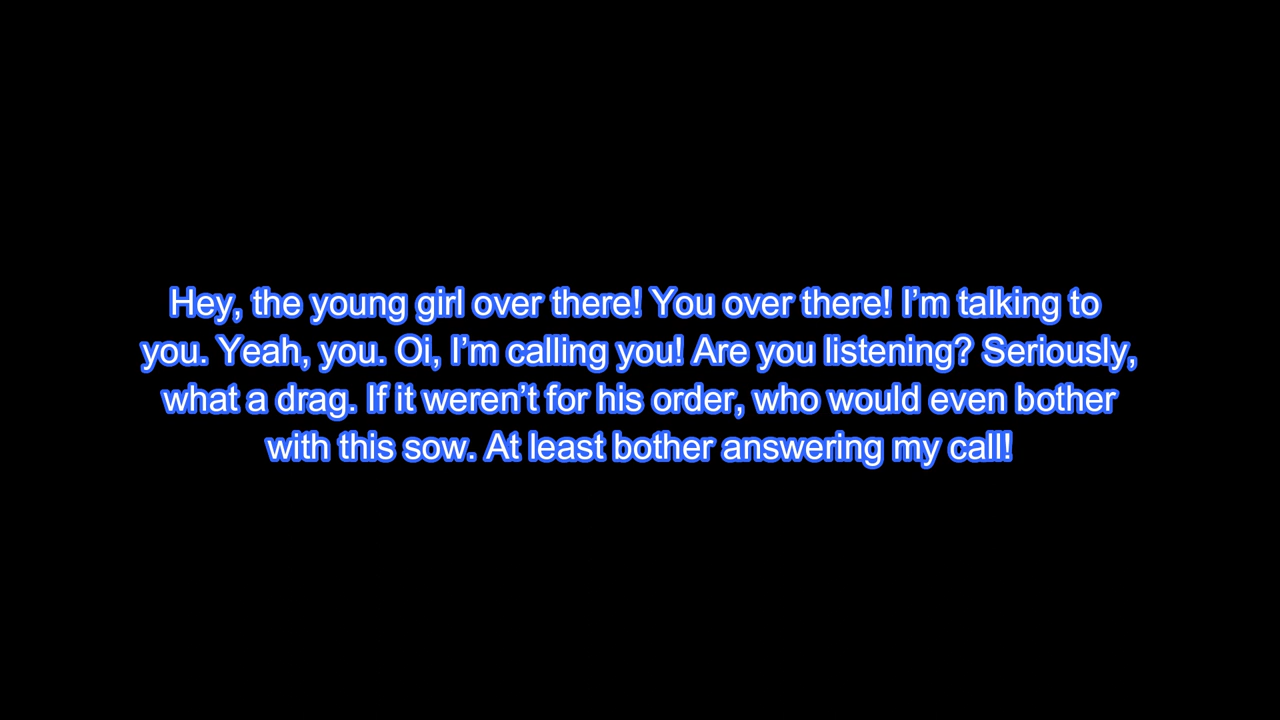 Hey, the young girl over there! You over there! I’m talking to
you. Yeah, you. Oi, I’m calling you! Are you listening? Seriously,
what a drag. If it weren’t for his order, who would even bother
with this sow. At least bother answering my call!